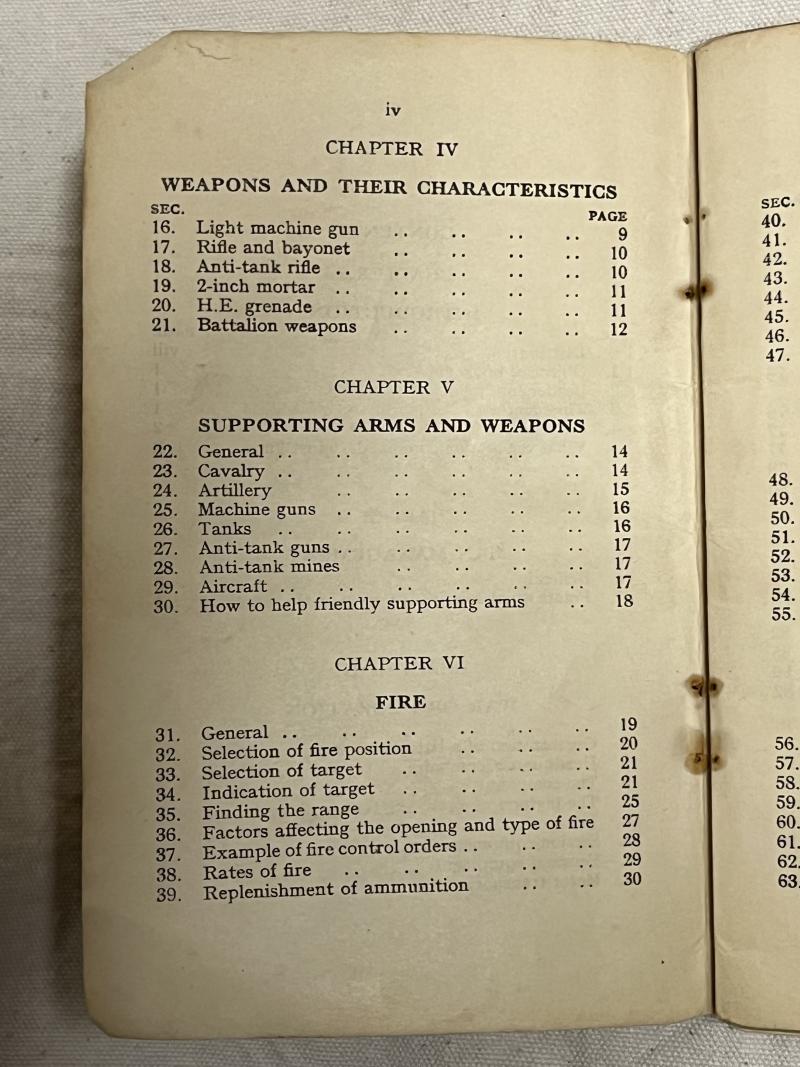 iv
CHAPTER IV
WEAPONS AND THEIR CHARACTERISTICS
SEC. PAGE
16. Light machine gun .. .. .. .. 9
17. Rifle and bayonet .. .. .. .. 10
18. Anti-tank rifle .. .. .. .. .. 10
19. 2-inch mortar .. .. .. .. .. 11
20. H.E. grenade .. .. .. .. .. 11
21. Battalion weapons .. .. .. .. 12
CHAPTER V
SUPPORTING ARMS AND WEAPONS
22. General .. .. .. .. .. .. 14
23. Cavalry .. .. .. .. .. .. 14
24. Artillery .. .. .. .. .. 15
25. Machine guns .. .. .. .. .. 16
26. Tanks .. .. .. .. .. .. 16
27. Anti-tank guns .. .. .. .. .. 17
28. Anti-tank mines .. .. .. .. 17
29. Aircraft .. .. .. .. .. .. 17
30. How to help friendly supporting arms .. 18
CHAPTER VI
FIRE
31. General .. .. .. .. .. .. 19
32. Selection of fire position .. .. .. 20
33. Selection of target .. .. .. .. 21
34. Indication of target .. .. .. .. 21
35. Finding the range .. .. .. .. 25
36. Factors affecting the opening and type of fire 27
37. Example of fire control orders .. .. .. 28
38. Rates of fire .. .. .. .. .. 29
39. Replenishment of ammunition .. .. 30
SEC.
40.
41.
42.
43.
44.
45.
46.
47.
48.
49.
50.
51.
52.
53.
54.
55.
56.
57.
58.
59.
60.
61.
62.
63.